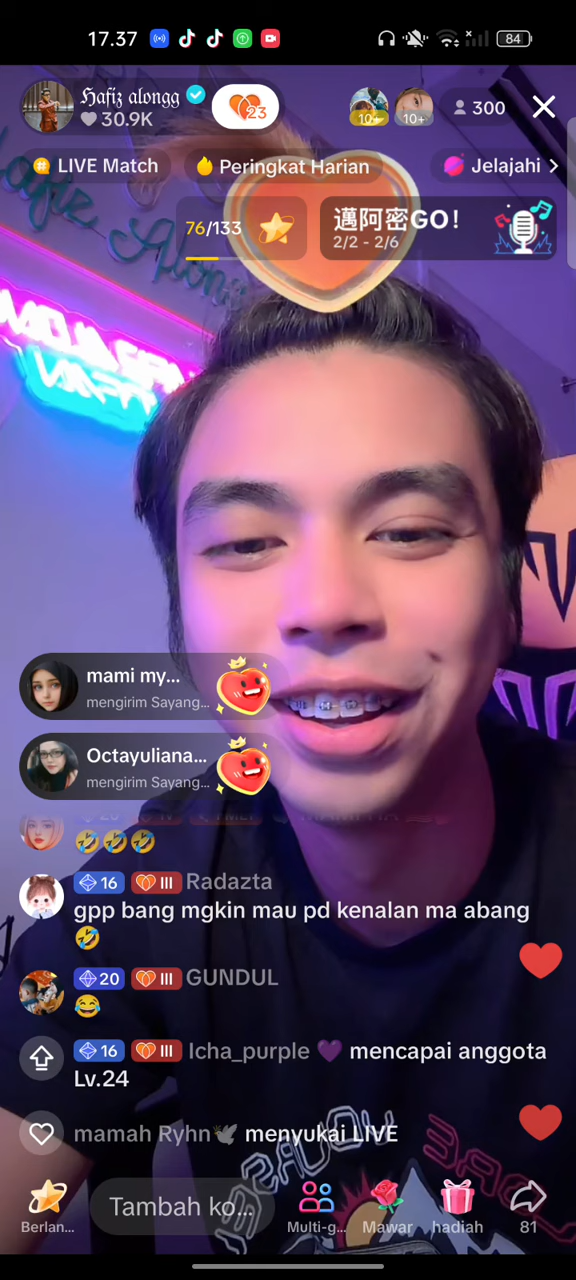 17.37
84
ℌ𝔞𝔣𝔦𝔷 𝔞𝔩𝔬𝔫𝔤𝔤
30.9K
23
10+
10+
300
LIVE Match
Peringkat Harian
Jelajahi
76/133
邁阿密GO!
2/2 - 2/6
mami my...
mengirim Sayang...
Octayuliana...
mengirim Sayang...
🤣🤣🤣
16 III Radazta
gpp bang mgkin mau pd kenalan ma abang
🤣
20 III GUNDUL
😂
16 III Icha_purple 💜 mencapai anggota
Lv.24
mamah Ryhn🕊 menyukai LIVE
Berlan...
Tambah ko...
Multi-g...
Mawar
hadiah
81